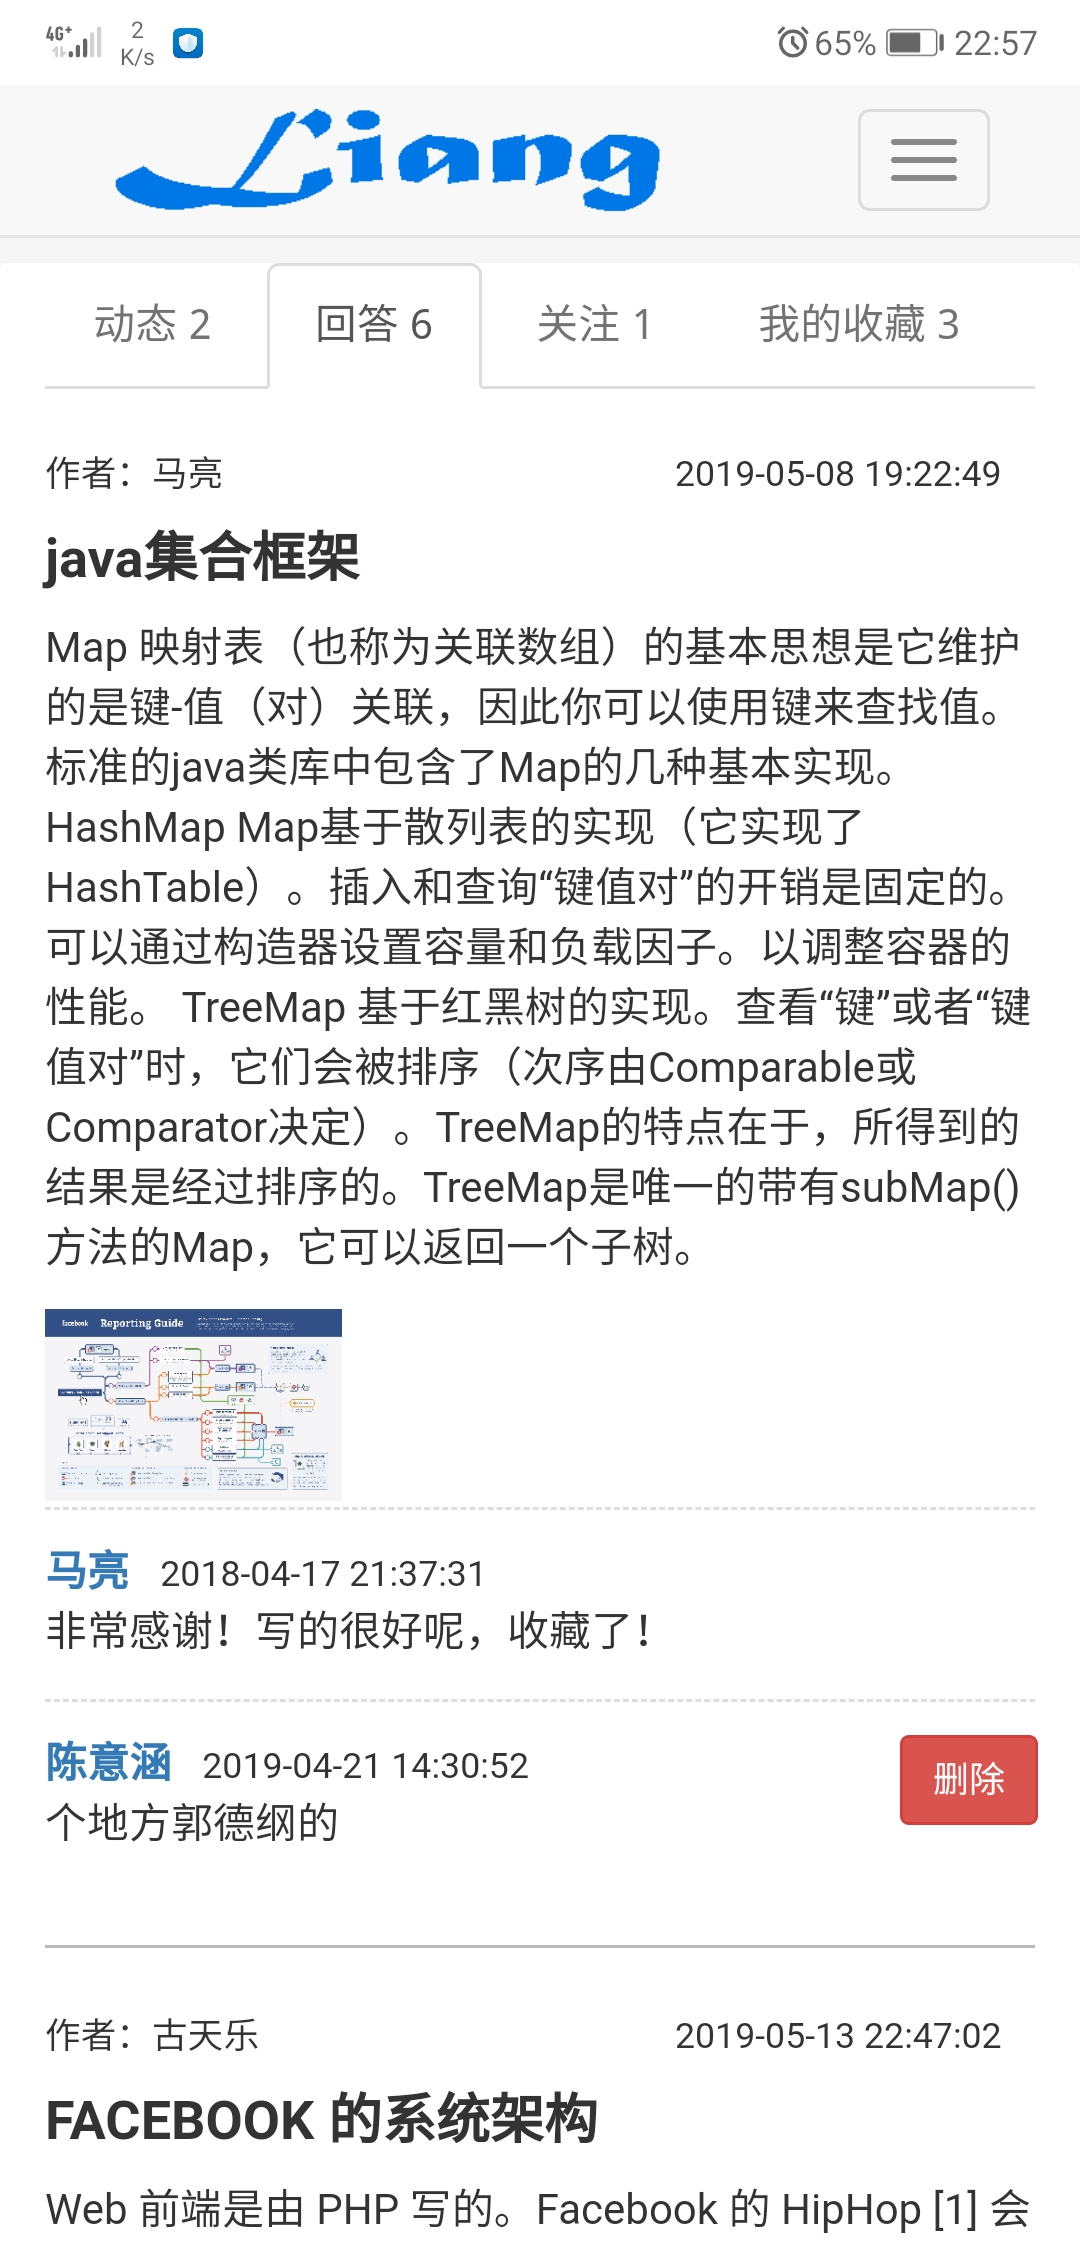 4G+ 2 K/s 65% 22:57
Liang
动态 2 回答 6 关注 1 我的收藏 3
作者：马亮 2019-05-08 19:22:49
java集合框架
Map 映射表（也称为关联数组）的基本思想是它维护
的是键-值（对）关联，因此你可以使用键来查找值。
标准的java类库中包含了Map的几种基本实现。
HashMap Map基于散列表的实现（它实现了
HashTable）。插入和查询“键值对”的开销是固定的。
可以通过构造器设置容量和负载因子。以调整容器的
性能。 TreeMap 基于红黑树的实现。查看“键”或者“键
值对”时，它们会被排序（次序由Comparable或
Comparator决定）。TreeMap的特点在于，所得到的
结果是经过排序的。TreeMap是唯一的带有subMap()
方法的Map，它可以返回一个子树。
facebook Reporting Guide
马亮 2018-04-17 21:37:31
非常感谢！写的很好呢，收藏了！
陈意涵 2019-04-21 14:30:52 删除
个地方郭德纲的
作者：古天乐 2019-05-13 22:47:02
FACEBOOK 的系统架构
Web 前端是由 PHP 写的。Facebook 的 HipHop [1] 会